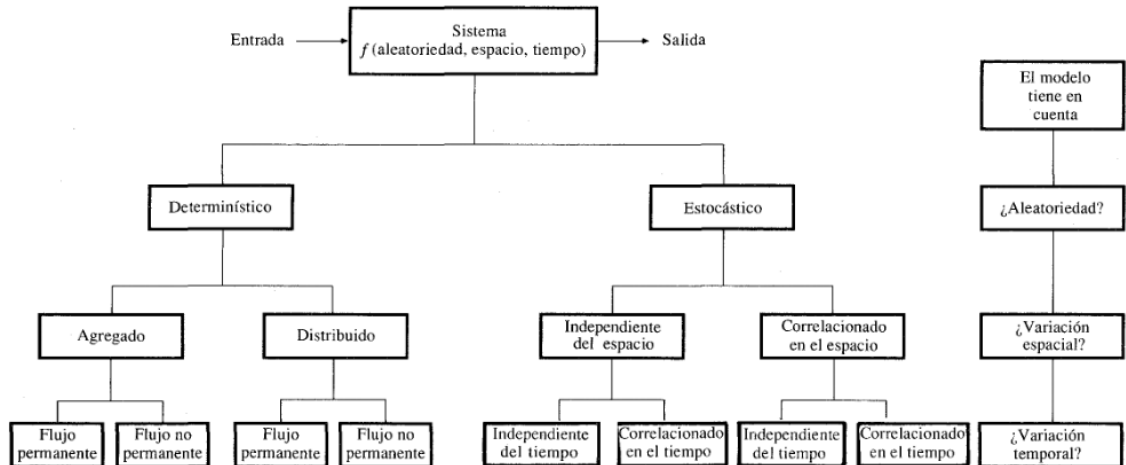 Sistema
Entrada
f (aleatoriedad, espacio, tiempo)
Salida
El modelo
tiene en
cuenta
Determinístico
Estocástico
¿Aleatoriedad?
Agregado
Distribuido
Independiente
del espacio
Correlacionado
en el espacio
¿Variación
espacial?
Flujo
permanente
Flujo no
permanente
Flujo
permanente
Flujo no
permanente
Independiente
del tiempo
Correlacionado
en el tiempo
Independiente
del tiempo
Correlacionado
en el tiempo
¿Variación
temporal?